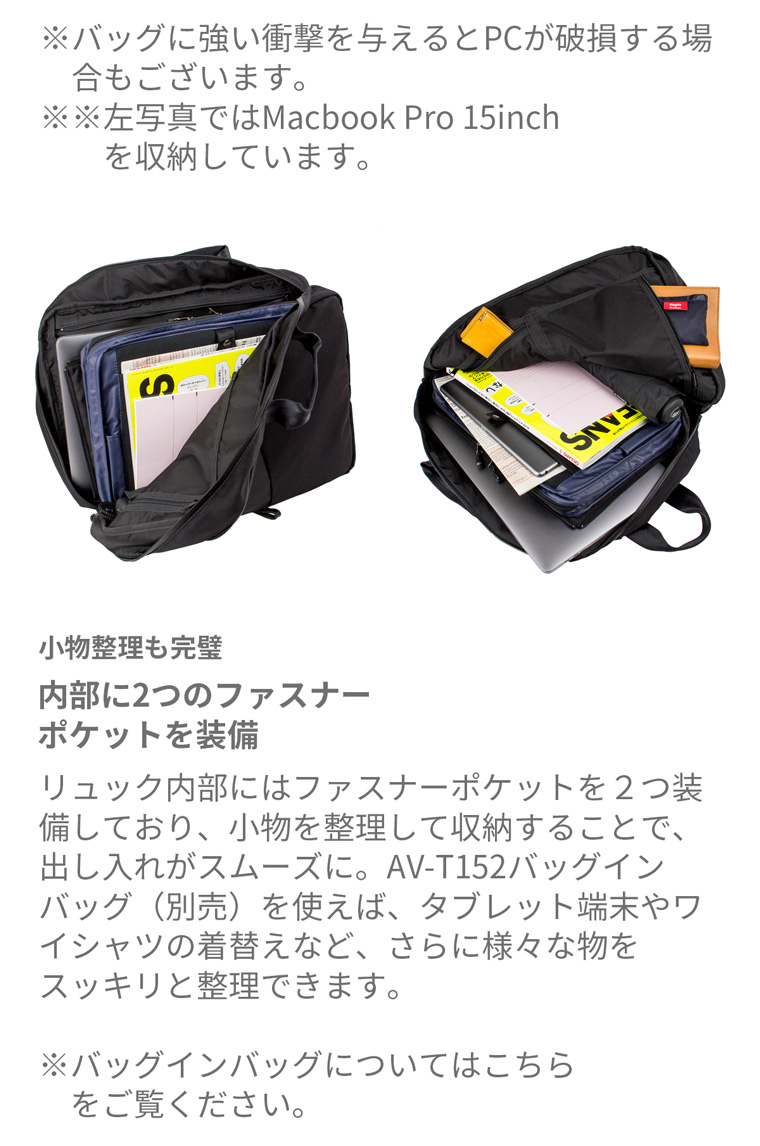 ※バッグに強い衝撃を与えるとPCが破損する場
合もございます。
※※左写真ではMacbook Pro 15inch
を収納しています。
小物整理も完璧
内部に2つのファスナー
ポケットを装備
リュック内部にはファスナーポケットを２つ装
備しており、小物を整理して収納することで、
出し入れがスムーズに。AV-T152バッグイン
バッグ（別売）を使えば、タブレット端末やワ
イシャツの着替えなど、さらに様々な物を
スッキリと整理できます。
※バッグインバッグについてはこちら
をご覧ください。